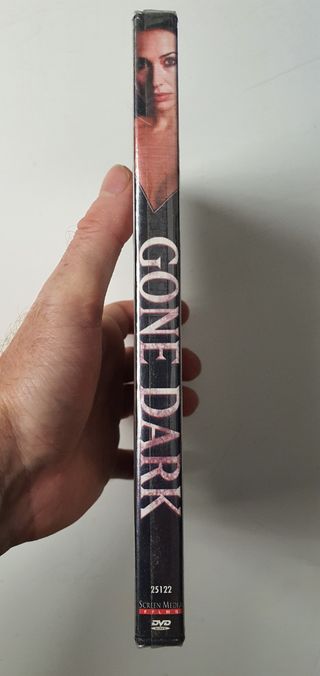 GONE DARK
25122
SCREEN MEDIA
FILMS
DVD